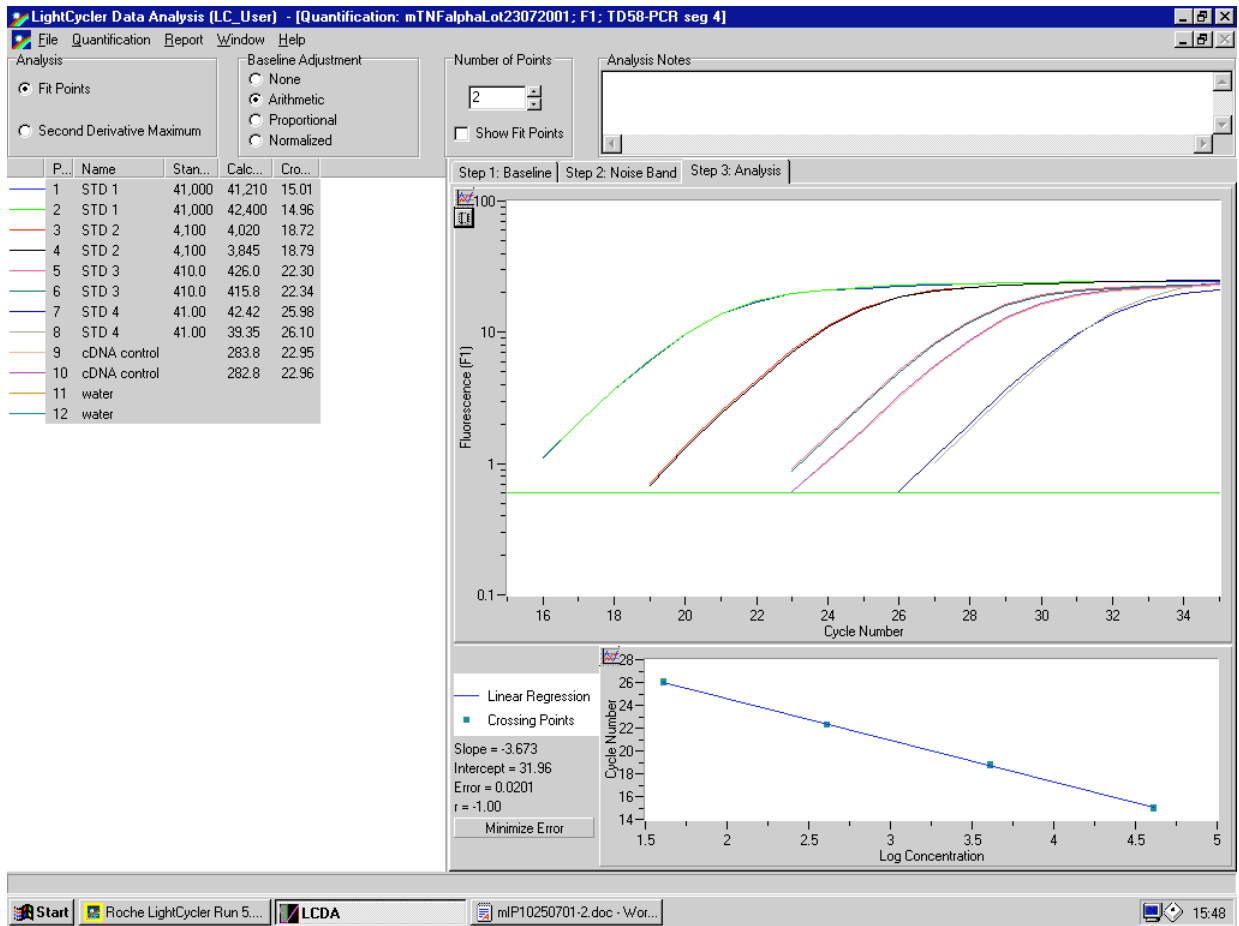 LightCycler Data Analysis (LC_User) - [Quantification: mTNFalphaLot23072001; F1; TD58-PCR seg 4]
File Quantification Report Window Help
Analysis
Fit Points
Second Derivative Maximum
Baseline Adjustment
None
Arithmetic
Proportional
Normalized
Number of Points
2
Show Fit Points
Analysis Notes
P... Name Stan... Calc... Cro...
1 STD 1 41,000 41,210 15.01
2 STD 1 41,000 42,400 14.96
3 STD 2 4,100 4,020 18.72
4 STD 2 4,100 3,845 18.79
5 STD 3 410.0 426.0 22.30
6 STD 3 410.0 415.8 22.34
7 STD 4 41.00 42.42 25.98
8 STD 4 41.00 39.35 26.10
9 cDNA control 283.8 22.95
10 cDNA control 282.8 22.96
11 water
12 water
Step 1: Baseline Step 2: Noise Band Step 3: Analysis
100
10
1
0.1
Fluorescence (F1)
16 18 20 22 24 26 28 30 32 34
Cycle Number
Linear Regression
Crossing Points
Slope = -3.673
Intercept = 31.96
Error = 0.0201
r = -1.00
Minimize Error
28
26
24
22
20
18
16
14
Cycle Number
1.5 2 2.5 3 3.5 4 4.5 5
Log Concentration
Start Roche LightCycler Run 5.... LCDA mIP10250701-2.doc - Wor... 15:48